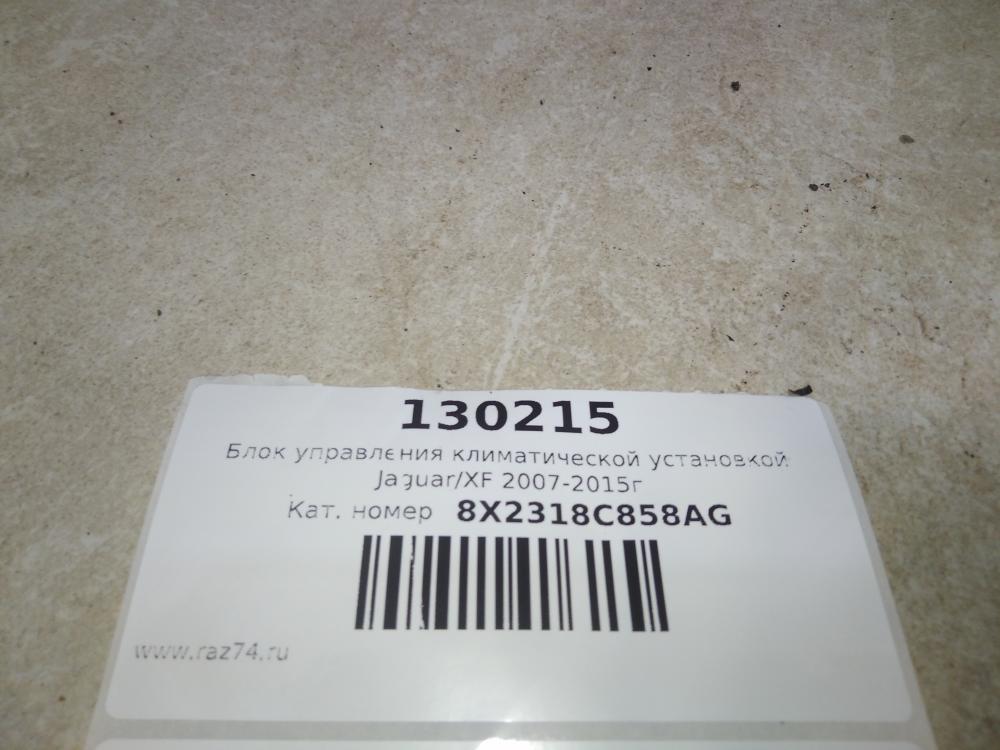 130215
Блок управления климатической установкой
Jaguar/XF 2007-2015г
Кат. номер 8X2318C858AG
www.raz74.ru